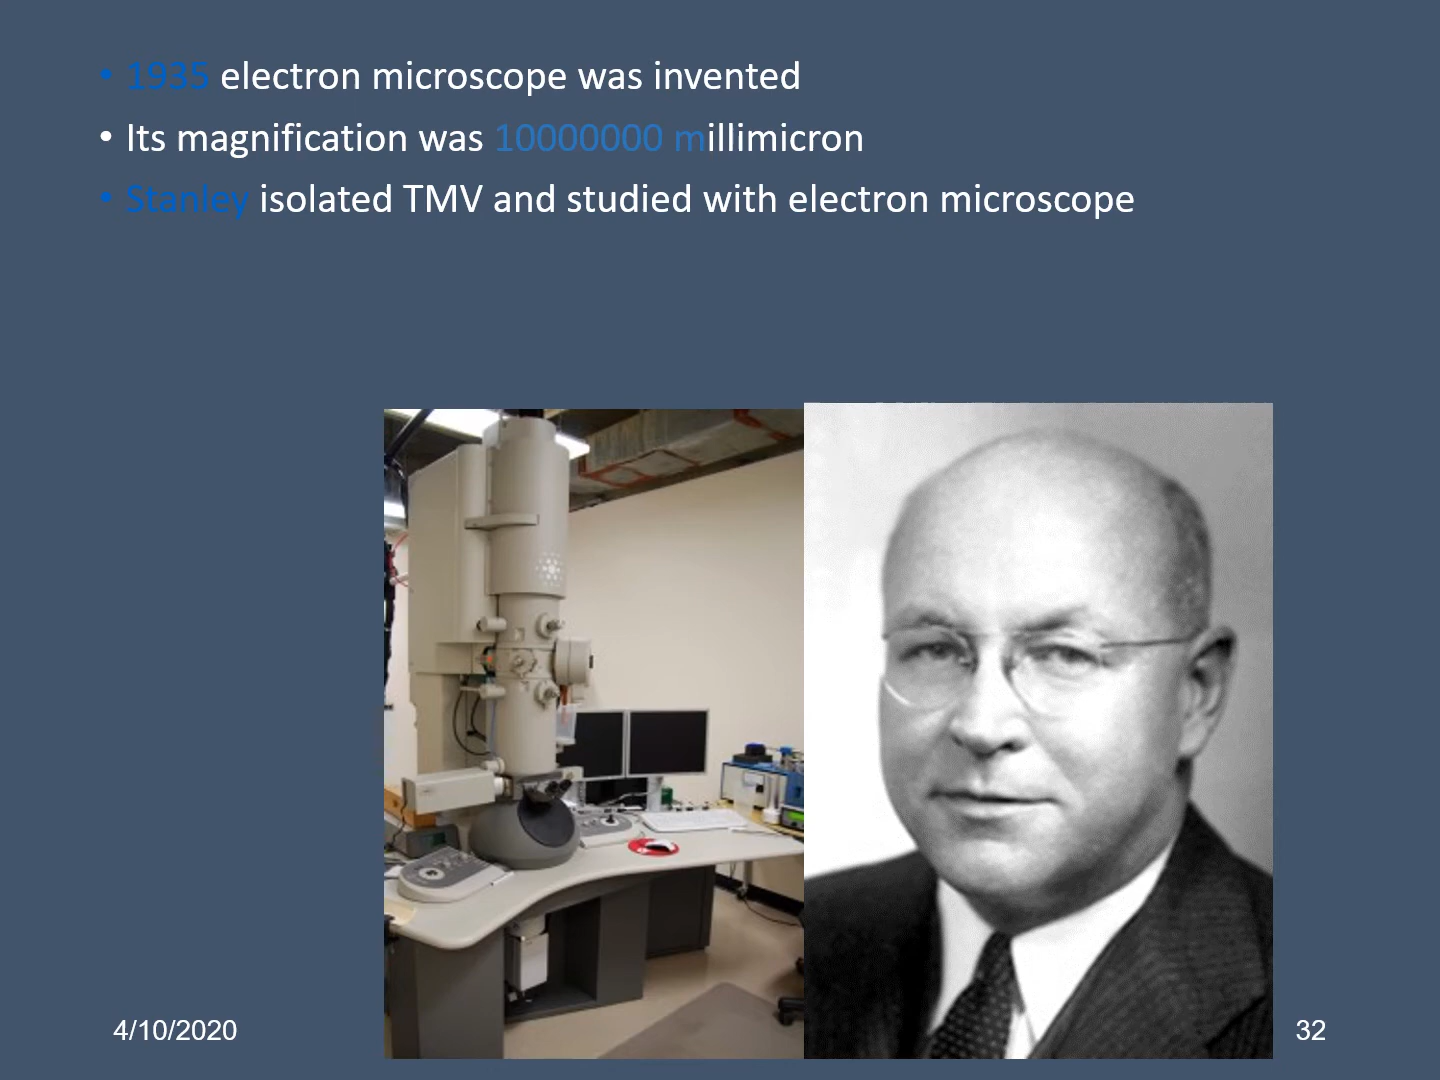 • 1935 electron microscope was invented
• Its magnification was 10000000 millimicron
• Stanley isolated TMV and studied with electron microscope
4/10/2020
32